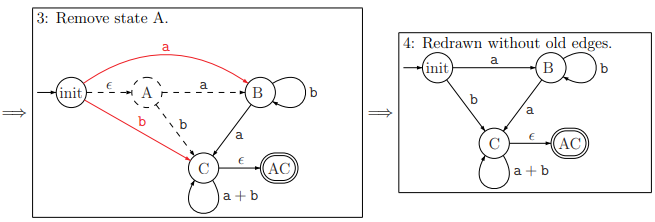 3: Remove state A.
a
init
ϵ
A
a
B
b
b
b
a
C
ϵ
AC
a + b
⟹
⟹
4: Redrawn without old edges.
init
a
B
b
b
a
C
ϵ
AC
a + b